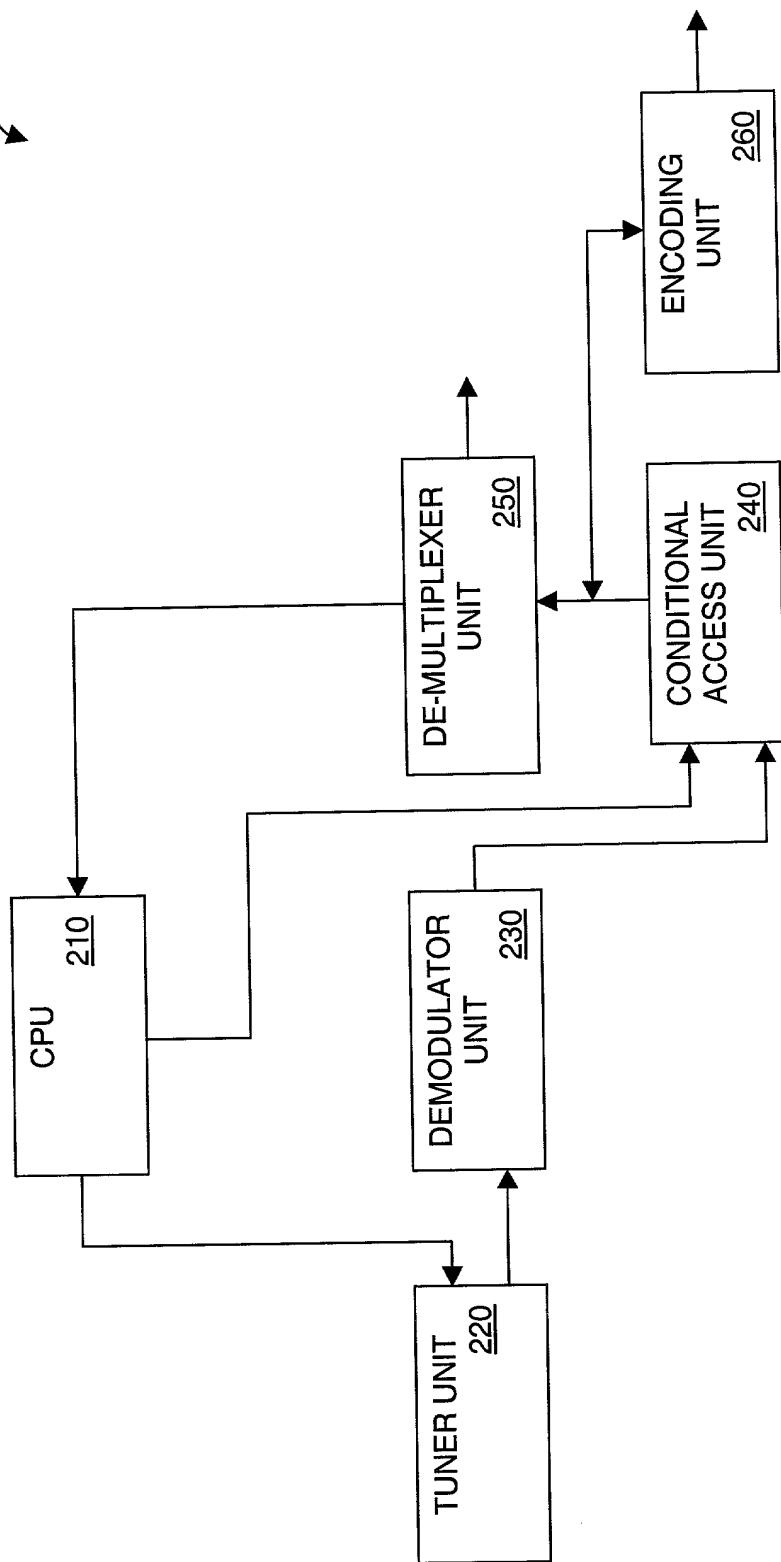 CPU
210
TUNER UNIT
220
DEMODULATOR
UNIT
230
DE-MULTIPLEXER
UNIT
250
CONDITIONAL
ACCESS UNIT
240
ENCODING
UNIT
260